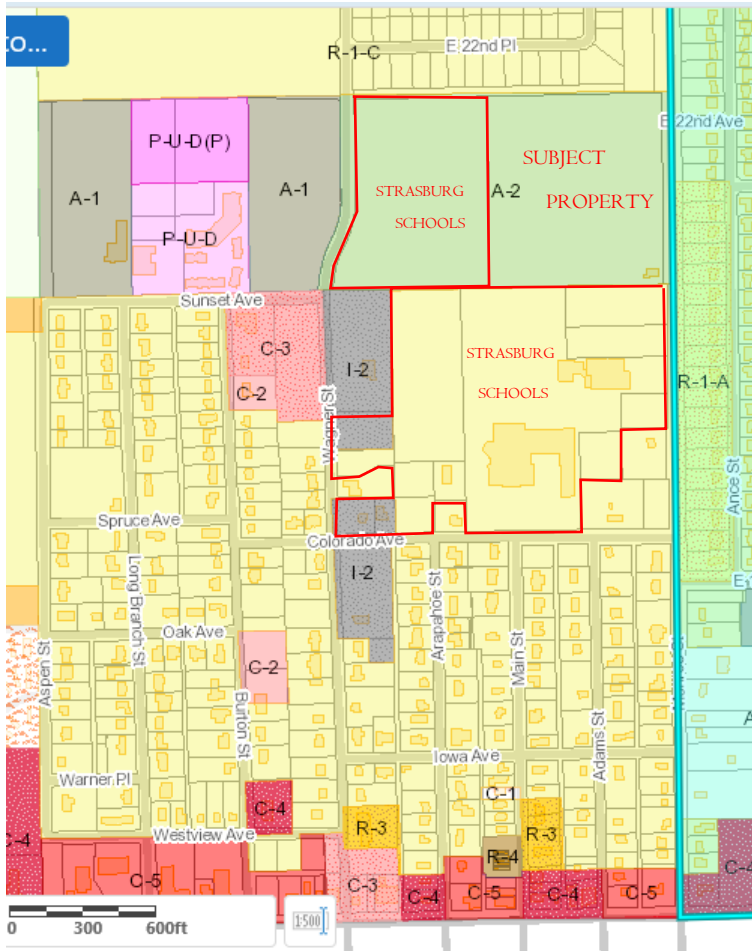 to...
R-1-C
E 22nd Pl
E 22nd Ave
P-U-D(P)
A-1
A-1
P-U-D
STRASBURG
SCHOOLS
A-2
SUBJECT
PROPERTY
Sunset Ave
C-3
C-2
I-2
STRASBURG
SCHOOLS
R-1-A
Wagner St
Ance St
Spruce Ave
Colorado Ave
I-2
Long Branch St
Arapahoe St
Main St
Oak Ave
Aspen St
C-2
Burton St
Adams St
Iowa Ave
Warner Pl
C-4
C-1
R-3
R-3
Westview Ave
R-4
C-4
C-5
C-3
C-4
C-5
C-4
C-5
C-4
0 300 600ft
1:500